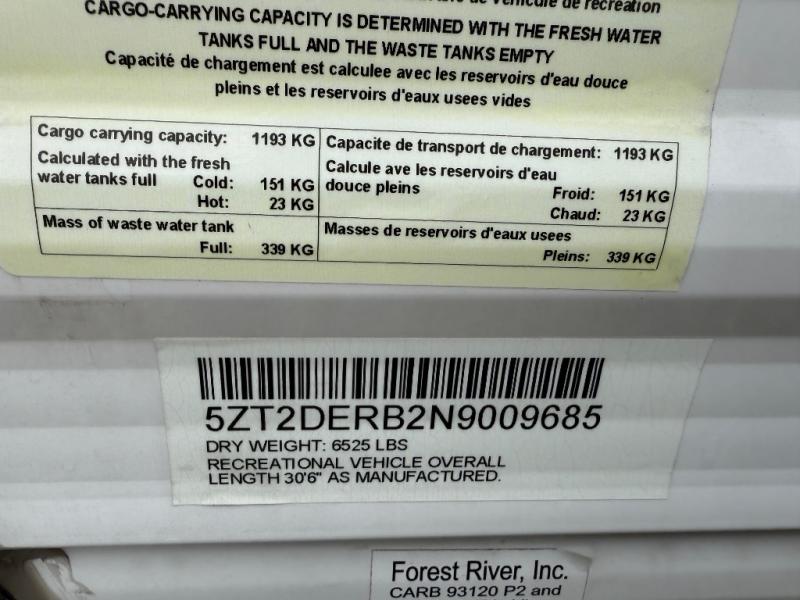 de véhicule de récréation
CARGO-CARRYING CAPACITY IS DETERMINED WITH THE FRESH WATER
TANKS FULL AND THE WASTE TANKS EMPTY
Capacité de chargement est calculee avec les reservoirs d'eau douce
pleins et les reservoirs d'eaux usees vides
Cargo carrying capacity: 1193 KG
Calculated with the fresh
water tanks full Cold: 151 KG
Hot: 23 KG
Mass of waste water tank
Full: 339 KG
Capacite de transport de chargement: 1193 KG
Calcule ave les reservoirs d'eau
douce pleins Froid: 151 KG
Chaud: 23 KG
Masses de reservoirs d'eaux usees
Pleins: 339 KG
5ZT2DERB2N9009685
DRY WEIGHT: 6525 LBS
RECREATIONAL VEHICLE OVERALL
LENGTH 30'6" AS MANUFACTURED.
Forest River, Inc.
CARB 93120 P2 and